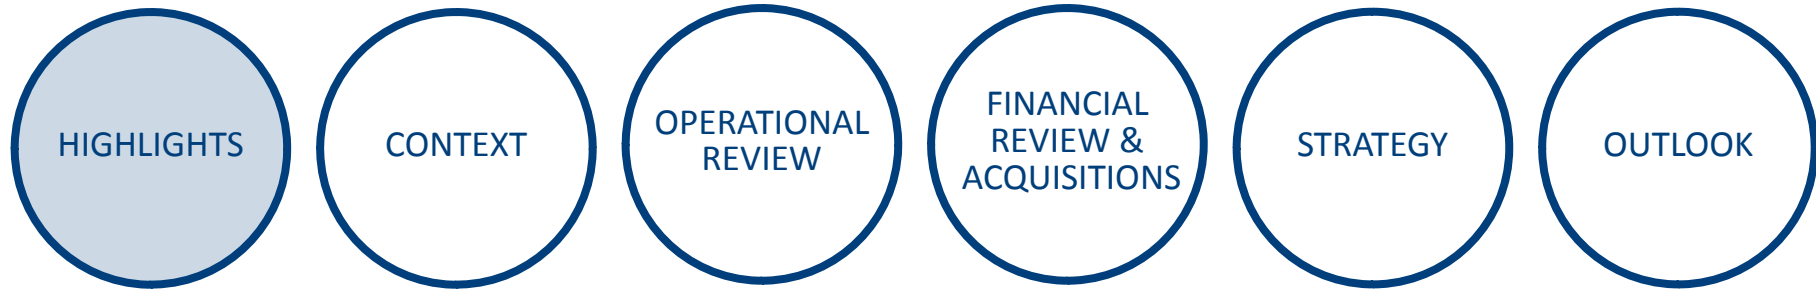 HIGHLIGHTS
CONTEXT
OPERATIONAL
REVIEW
FINANCIAL
REVIEW &
ACQUISITIONS
STRATEGY
OUTLOOK